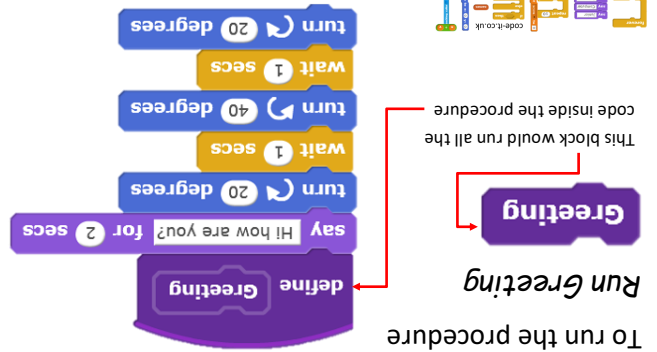 To run the procedure
Run Greeting
Greeting
This block would run all the
code inside the procedure
define Greeting
say Hi how are you? for 2 secs
turn 20 degrees
wait 1 secs
turn 40 degrees
wait 1 secs
turn 20 degrees
code-it.co.uk
forever